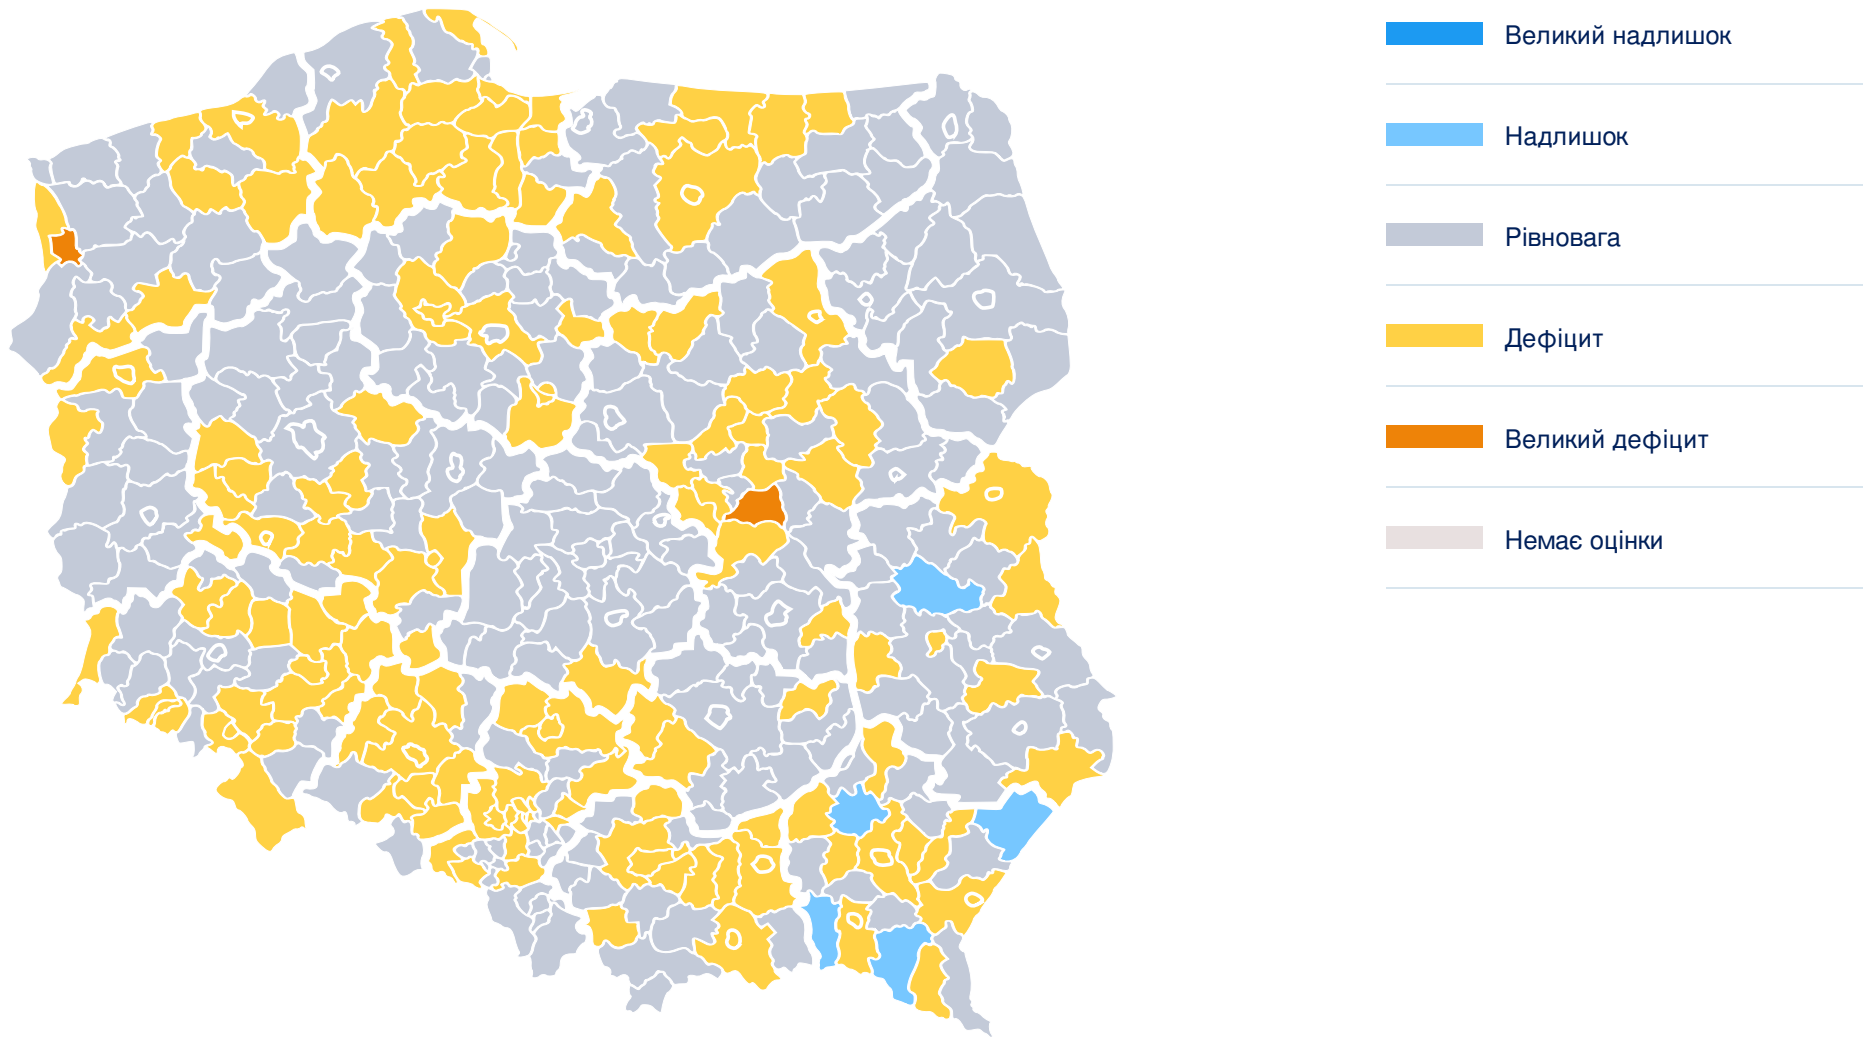 Великий надлишок
Надлишок
Рівновага
Дефіцит
Великий дефіцит
Немає оцінки